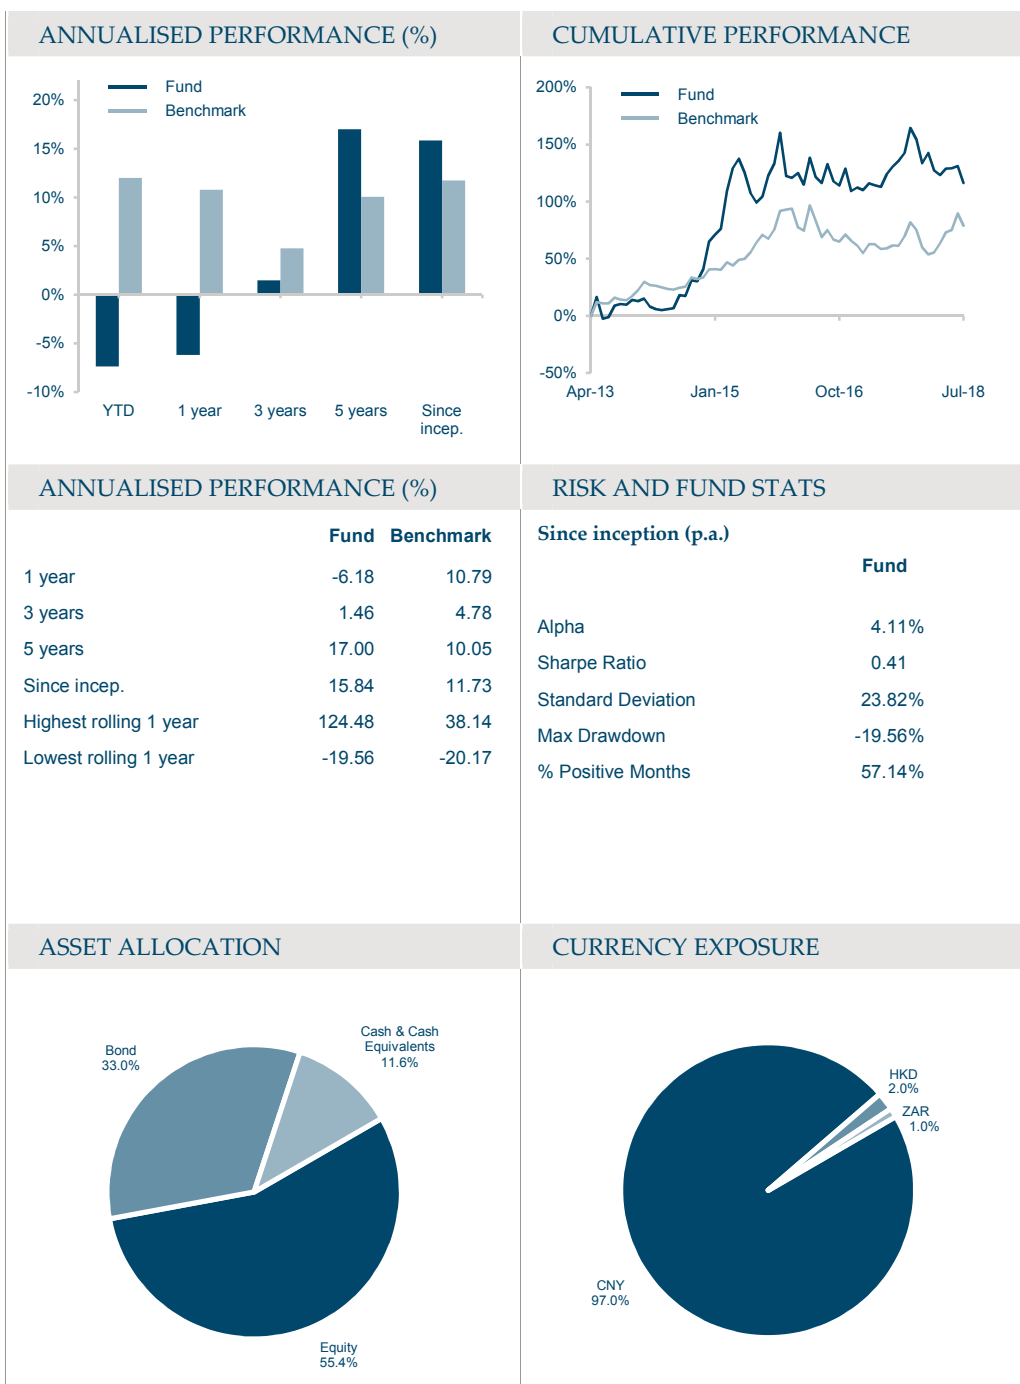 ANNUALISED PERFORMANCE (%)
Fund
Benchmark
20%
15%
10%
5%
0%
-5%
-10%
YTD
1 year
3 years
5 years
Since
incep.
CUMULATIVE PERFORMANCE
Fund
Benchmark
200%
150%
100%
50%
0%
-50%
Apr-13
Jan-15
Oct-16
Jul-18
ANNUALISED PERFORMANCE (%)
Fund Benchmark
1 year -6.18 10.79
3 years 1.46 4.78
5 years 17.00 10.05
Since incep. 15.84 11.73
Highest rolling 1 year 124.48 38.14
Lowest rolling 1 year -19.56 -20.17
RISK AND FUND STATS
Since inception (p.a.)
Fund
Alpha 4.11%
Sharpe Ratio 0.41
Standard Deviation 23.82%
Max Drawdown -19.56%
% Positive Months 57.14%
ASSET ALLOCATION
Bond
33.0%
Cash & Cash
Equivalents
11.6%
Equity
55.4%
CURRENCY EXPOSURE
HKD
2.0%
ZAR
1.0%
CNY
97.0%